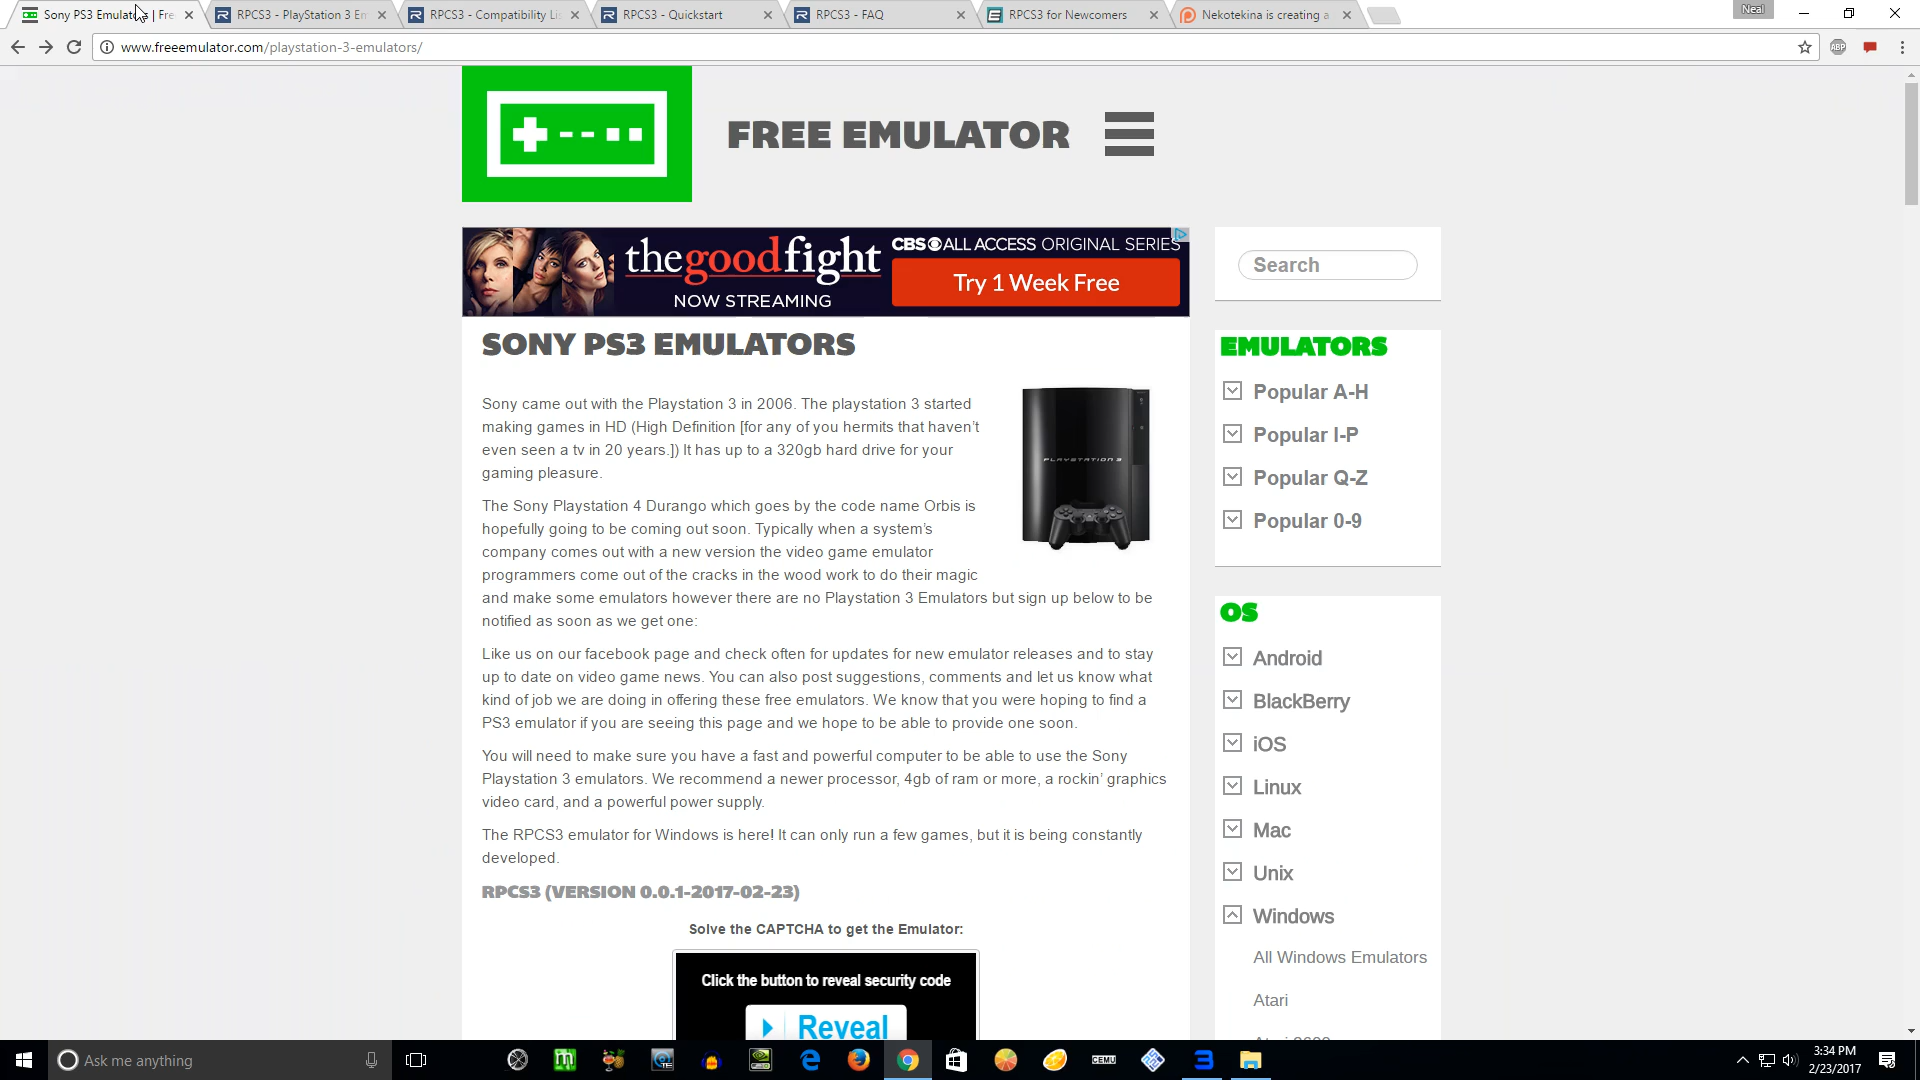 Sony PS3 Emulat | Fre
RPCS3 - PlayStation 3 Em
RPCS3 - Compatibility Lis
RPCS3 - Quickstart
RPCS3 - FAQ
RPCS3 for Newcomers
Nekotekina is creating a
Neal
www.freeemulator.com/playstation-3-emulators/
ABP
FREE EMULATOR
thegoodfight
NOW STREAMING
CBS ALL ACCESS ORIGINAL SERIES
Try 1 Week Free
Search
SONY PS3 EMULATORS
Sony came out with the Playstation 3 in 2006. The playstation 3 started
making games in HD (High Definition [for any of you hermits that haven't
even seen a tv in 20 years.]) It has up to a 320gb hard drive for your
gaming pleasure.
PLAYSTATION 3
The Sony Playstation 4 Durango which goes by the code name Orbis is
hopefully going to be coming out soon. Typically when a system's
company comes out with a new version the video game emulator
programmers come out of the cracks in the wood work to do their magic
and make some emulators however there are no Playstation 3 Emulators but sign up below to be
notified as soon as we get one:
Like us on our facebook page and check often for updates for new emulator releases and to stay
up to date on video game news. You can also post suggestions, comments and let us know what
kind of job we are doing in offering these free emulators. We know that you were hoping to find a
PS3 emulator if you are seeing this page and we hope to be able to provide one soon.
You will need to make sure you have a fast and powerful computer to be able to use the Sony
Playstation 3 emulators. We recommend a newer processor, 4gb of ram or more, a rockin' graphics
video card, and a powerful power supply.
The RPCS3 emulator for Windows is here! It can only run a few games, but it is being constantly
developed.
RPCS3 (VERSION 0.0.1-2017-02-23)
Solve the CAPTCHA to get the Emulator:
Click the button to reveal security code
Reveal
EMULATORS
Popular A-H
Popular I-P
Popular Q-Z
Popular 0-9
OS
Android
BlackBerry
iOS
Linux
Mac
Unix
Windows
All Windows Emulators
Atari
Ask me anything
CEMU
3:34 PM
2/23/2017